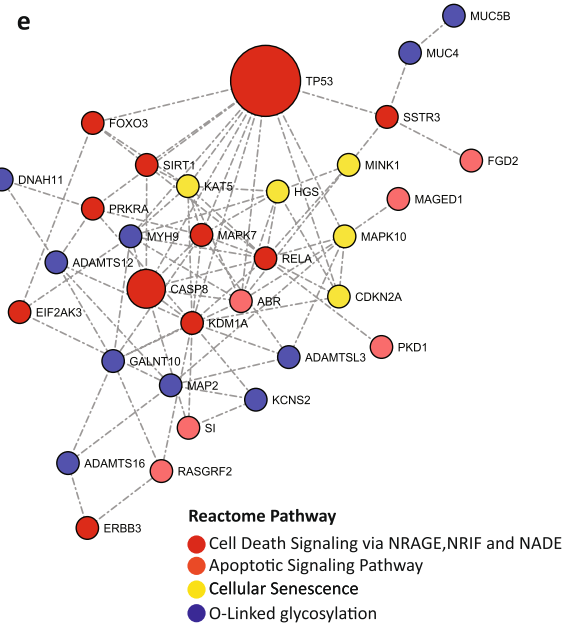 e
MUC5B
MUC4
TP53
SSTR3
FOXO3
FGD2
SIRT1
MINK1
DNAH11
KAT5
HGS
MAGED1
PRKRA
MYH9
MAPK7
MAPK10
ADAMTS12
RELA
CASP8
ABR
CDKN2A
EIF2AK3
KDM1A
PKD1
GALNT10
ADAMTSL3
MAP2
KCNS2
SI
ADAMTS16
RASGRF2
ERBB3
Reactome Pathway
Cell Death Signaling via NRAGE,NRIF and NADE
Apoptotic Signaling Pathway
Cellular Senescence
O-Linked glycosylation